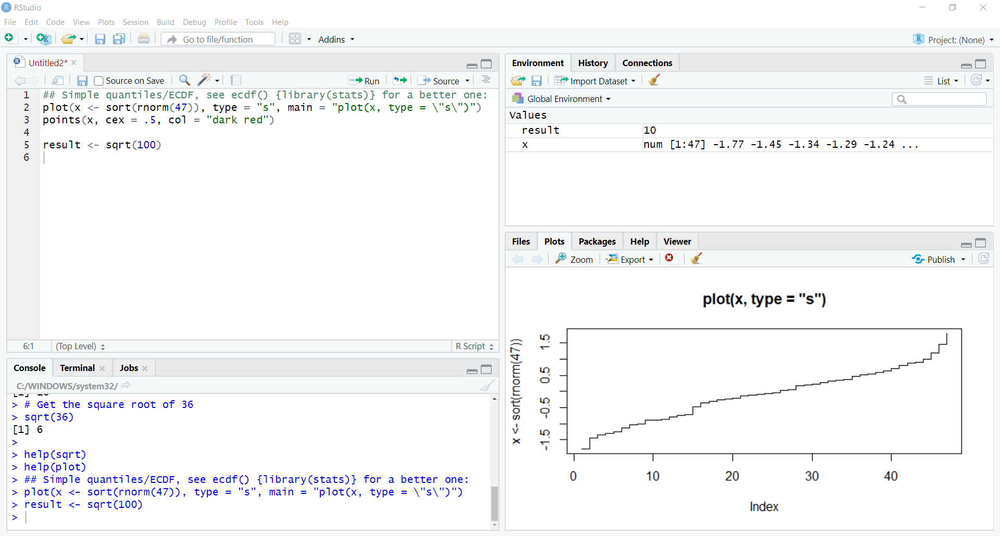 RStudio
File Edit Code View Plots Session Build Debug Profile Tools Help
Go to file/function Addins Project: (None)
Untitled2*
Source on Save Run Source
1 ## Simple quantiles/ECDF, see ecdf() {library(stats)} for a better one:
2 plot(x <- sort(rnorm(47)), type = "s", main = "plot(x, type = \"s\")")
3 points(x, cex = .5, col = "dark red")
4
5 result <- sqrt(100)
6
6:1 (Top Level) R Script
Console Terminal Jobs
C:/WINDOWS/system32/
> # Get the square root of 36
> sqrt(36)
[1] 6
>
> help(sqrt)
> help(plot)
> ## Simple quantiles/ECDF, see ecdf() {library(stats)} for a better one:
> plot(x <- sort(rnorm(47)), type = "s", main = "plot(x, type = \"s\")")
> result <- sqrt(100)
>
Environment History Connections
Import Dataset List
Global Environment
Values
result 10
x num [1:47] -1.77 -1.45 -1.34 -1.29 -1.24 ...
Files Plots Packages Help Viewer
Zoom Export Publish
plot(x, type = "s")
x <- sort(rnorm(47))
1.5
0.5
-0.5
-1.5
0 10 20 30 40
Index